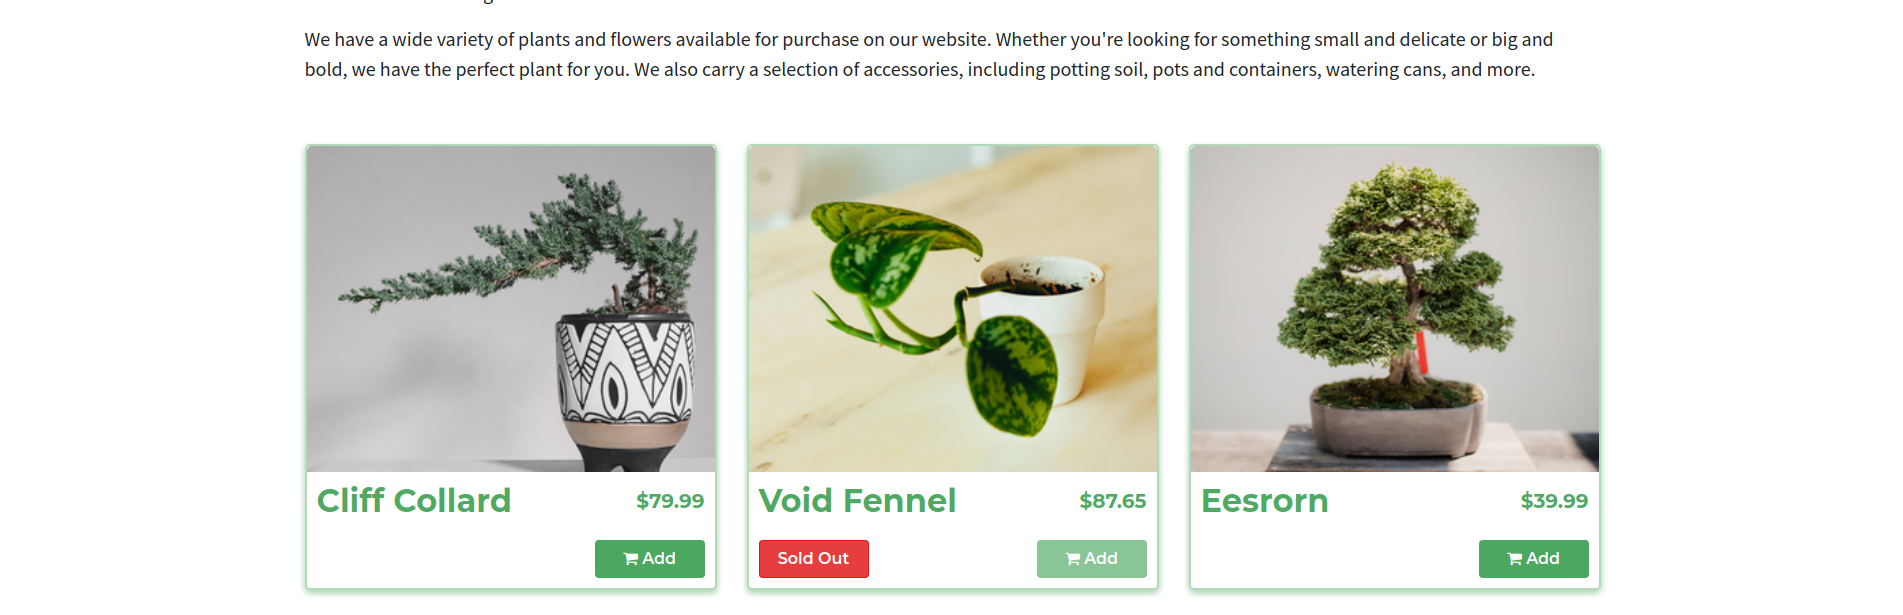 We have a wide variety of plants and flowers available for purchase on our website. Whether you're looking for something small and delicate or big and
bold, we have the perfect plant for you. We also carry a selection of accessories, including potting soil, pots and containers, watering cans, and more.
Cliff Collard
$79.99
Add
Void Fennel
$87.65
Sold Out
Add
Eesrorn
$39.99
Add